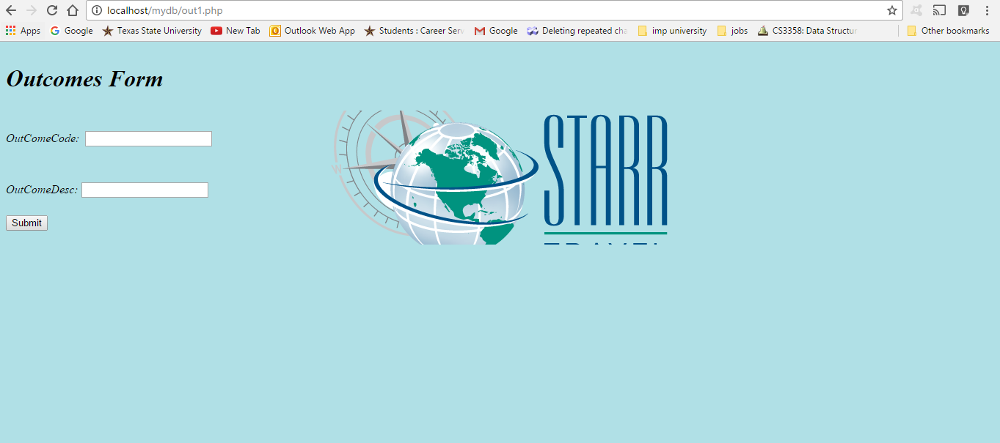 localhost/mydb/out1.php
Apps Google Texas State University New Tab Outlook Web App Students : Career Serv Google Deleting repeated cha imp university jobs CS3358: Data Structur Other bookmarks
Outcomes Form
W
STARR
OutComeCode:
OutComeDesc:
Submit